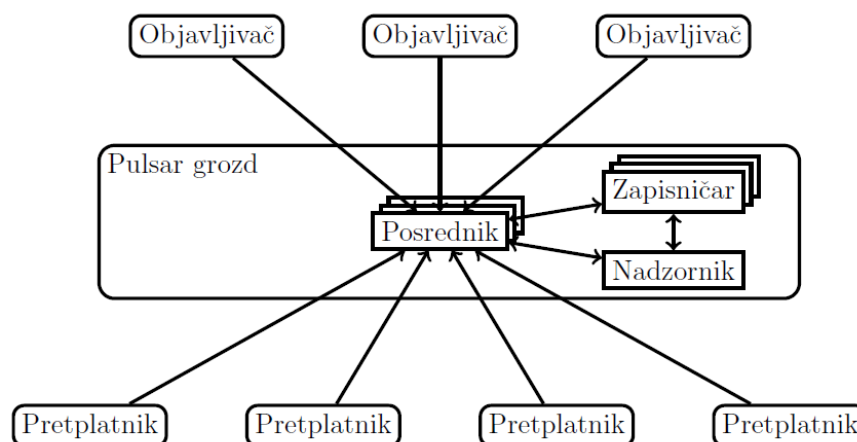 Objavljivač
Objavljivač
Objavljivač
Pulsar grozd
Zapisničar
Posrednik
Nadzornik
Pretplatnik
Pretplatnik
Pretplatnik
Pretplatnik